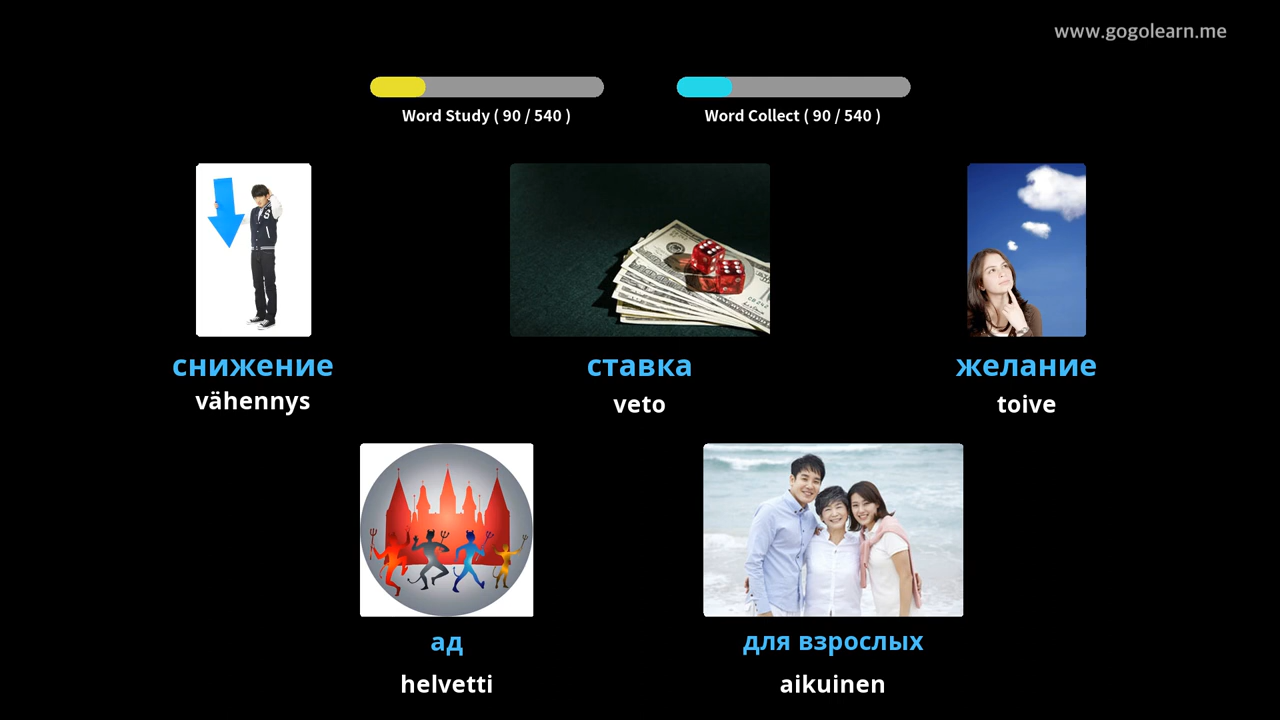 www.gogolearn.me
Word Study ( 90 / 540 )
Word Collect ( 90 / 540 )
снижение
vähennys
ставка
veto
желание
toive
ад
helvetti
для взрослых
aikuinen